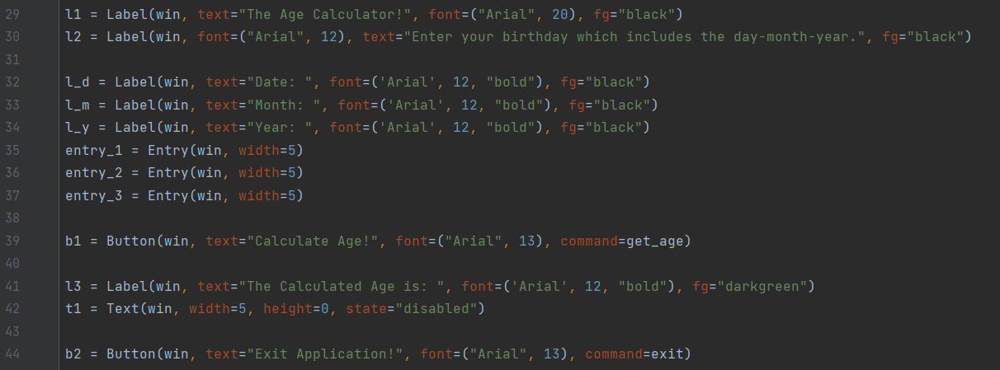 29 l1 = Label(win, text="The Age Calculator!", font=("Arial", 20), fg="black")
30 l2 = Label(win, font=("Arial", 12), text="Enter your birthday which includes the day-month-year.", fg="black")
31
32 l_d = Label(win, text="Date: ", font=('Arial', 12, "bold"), fg="black")
33 l_m = Label(win, text="Month: ", font=('Arial', 12, "bold"), fg="black")
34 l_y = Label(win, text="Year: ", font=('Arial', 12, "bold"), fg="black")
35 entry_1 = Entry(win, width=5)
36 entry_2 = Entry(win, width=5)
37 entry_3 = Entry(win, width=5)
38
39 b1 = Button(win, text="Calculate Age!", font=("Arial", 13), command=get_age)
40
41 l3 = Label(win, text="The Calculated Age is: ", font=('Arial', 12, "bold"), fg="darkgreen")
42 t1 = Text(win, width=5, height=0, state="disabled")
43
44 b2 = Button(win, text="Exit Application!", font=("Arial", 13), command=exit)